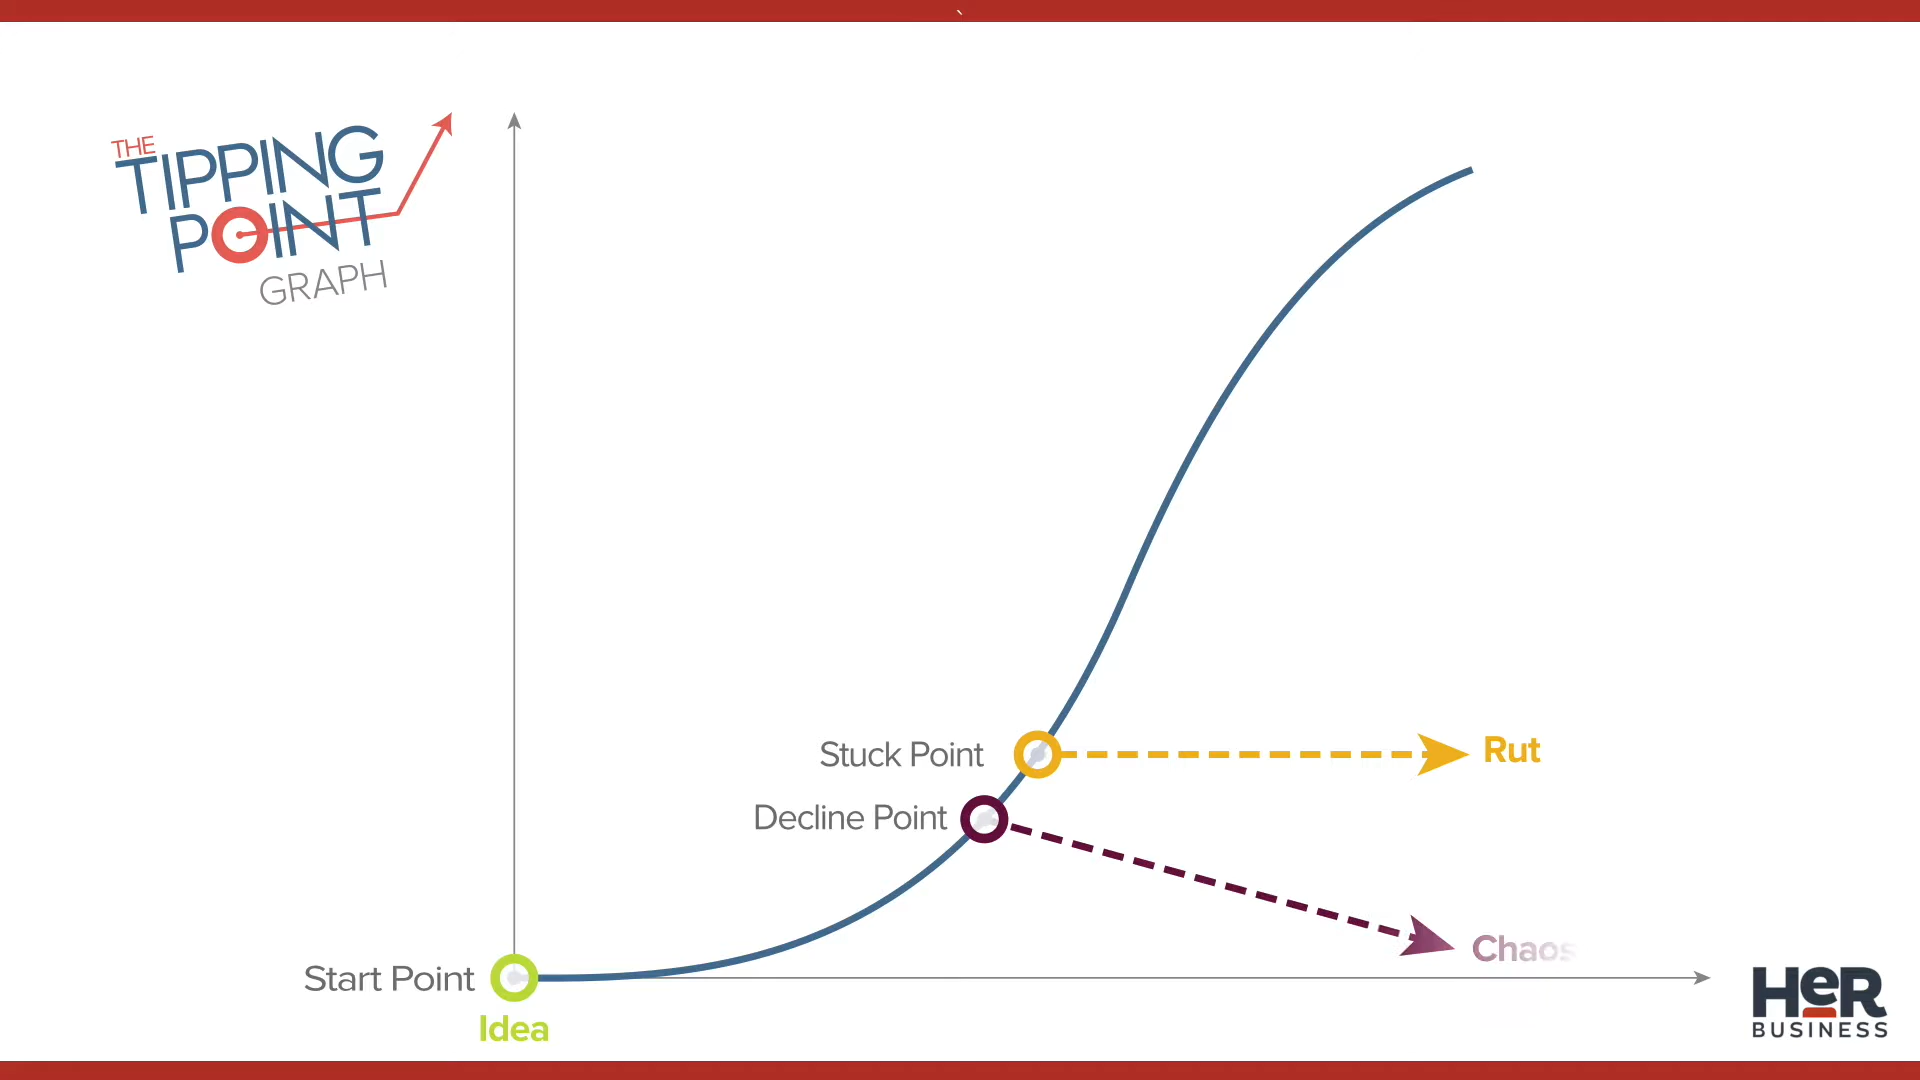 `
THE
TIPPING
POINT
GRAPH
Stuck Point
Rut
Decline Point
Chaos
Start Point
Idea
HeR
BUSINESS